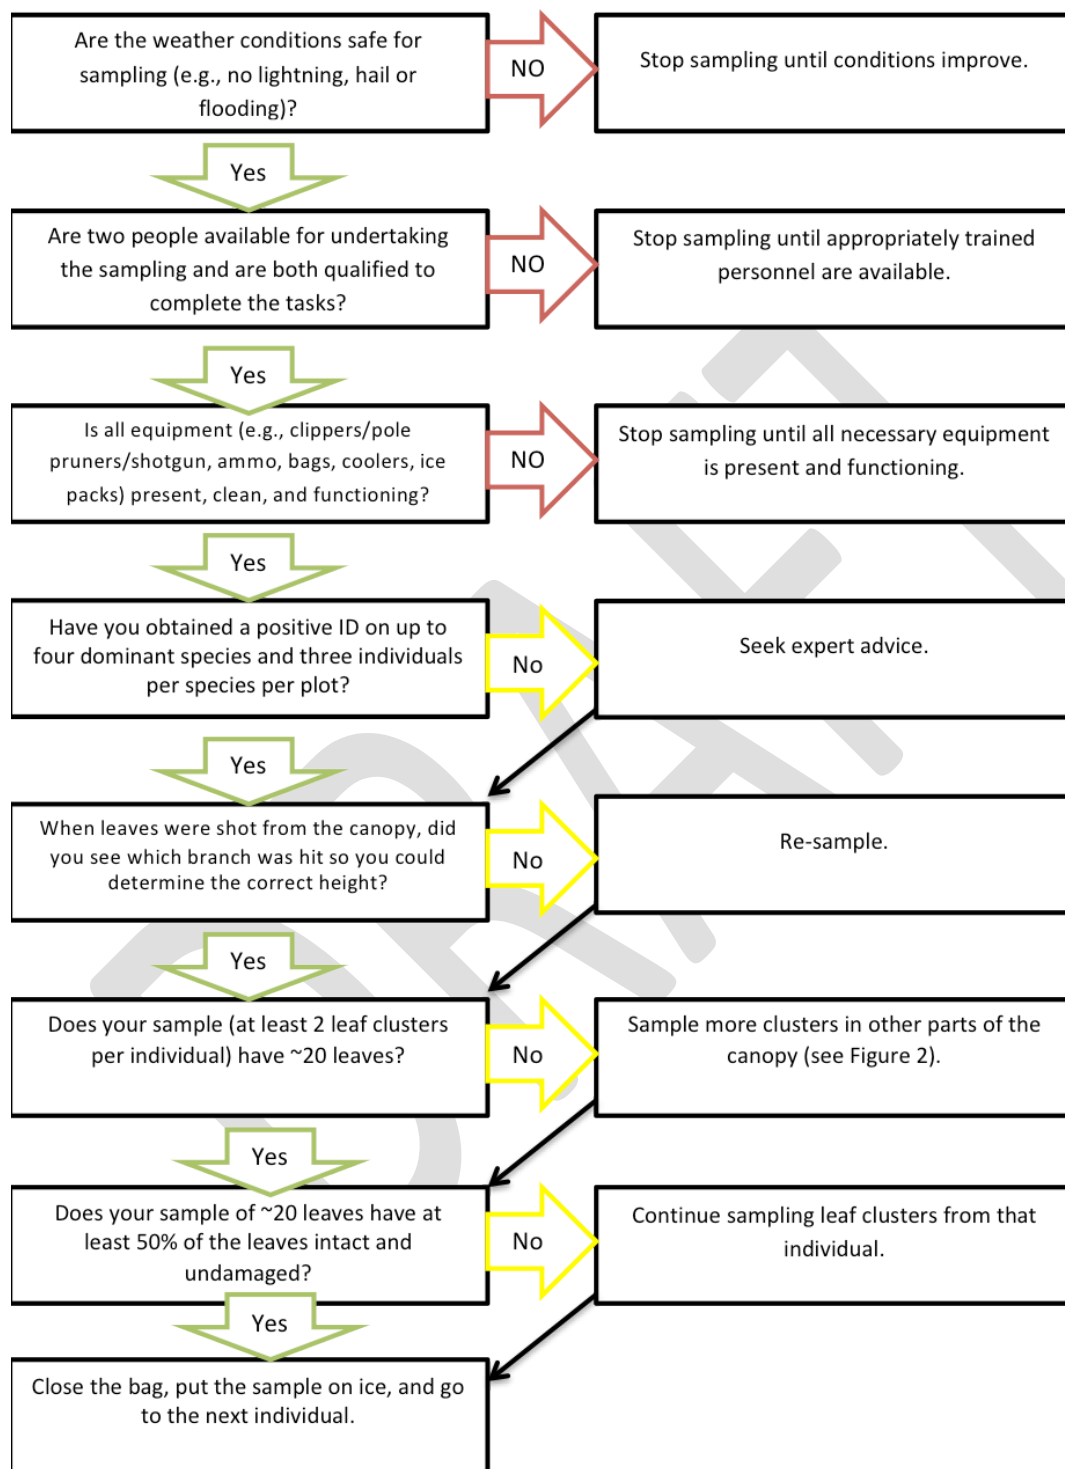 Are the weather conditions safe for
sampling (e.g., no lightning, hail or
flooding)?
NO
Stop sampling until conditions improve.
Yes
Are two people available for undertaking
the sampling and are both qualified to
complete the tasks?
NO
Stop sampling until appropriately trained
personnel are available.
Yes
Is all equipment (e.g., clippers/pole
pruners/shotgun, ammo, bags, coolers, ice
packs) present, clean, and functioning?
NO
Stop sampling until all necessary equipment
is present and functioning.
Yes
Have you obtained a positive ID on up to
four dominant species and three individuals
per species per plot?
No
Seek expert advice.
Yes
When leaves were shot from the canopy, did
you see which branch was hit so you could
determine the correct height?
No
Re-sample.
Yes
Does your sample (at least 2 leaf clusters
per individual) have ~20 leaves?
No
Sample more clusters in other parts of the
canopy (see Figure 2).
Yes
Does your sample of ~20 leaves have at
least 50% of the leaves intact and
undamaged?
No
Continue sampling leaf clusters from that
individual.
Yes
Close the bag, put the sample on ice, and go
to the next individual.
DRAFT